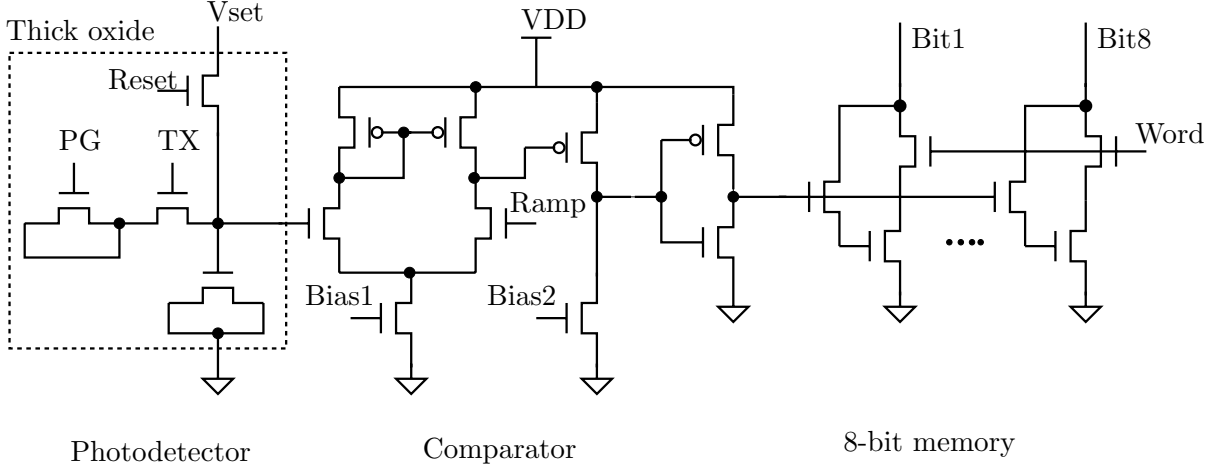 Vset
Thick oxide
VDD
Bit1
Bit8
Reset
PG
TX
Word
Ramp
Bias1
Bias2
Photodetector
Comparator
8-bit memory